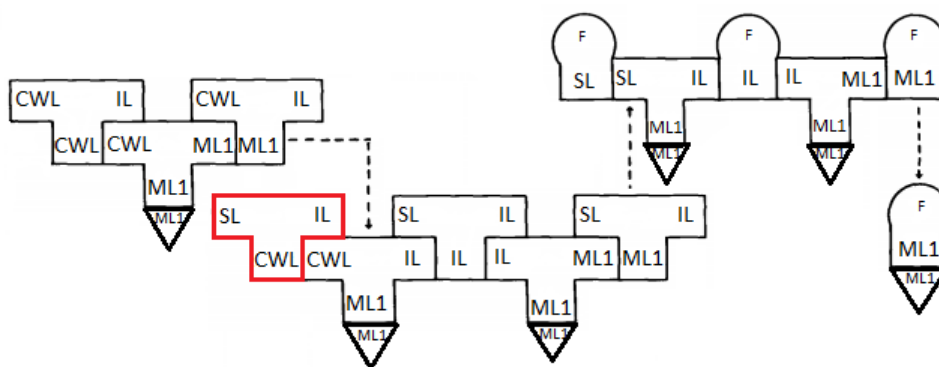 CWL IL CWL IL
CWL CWL ML1 ML1
ML1
ML1
SL IL SL IL SL IL
CWL CWL IL IL IL ML1 ML1
ML1 ML1
ML1 ML1
F F F
SL SL IL IL IL ML1 ML1
ML1 ML1
ML1 ML1
F
ML1
ML1